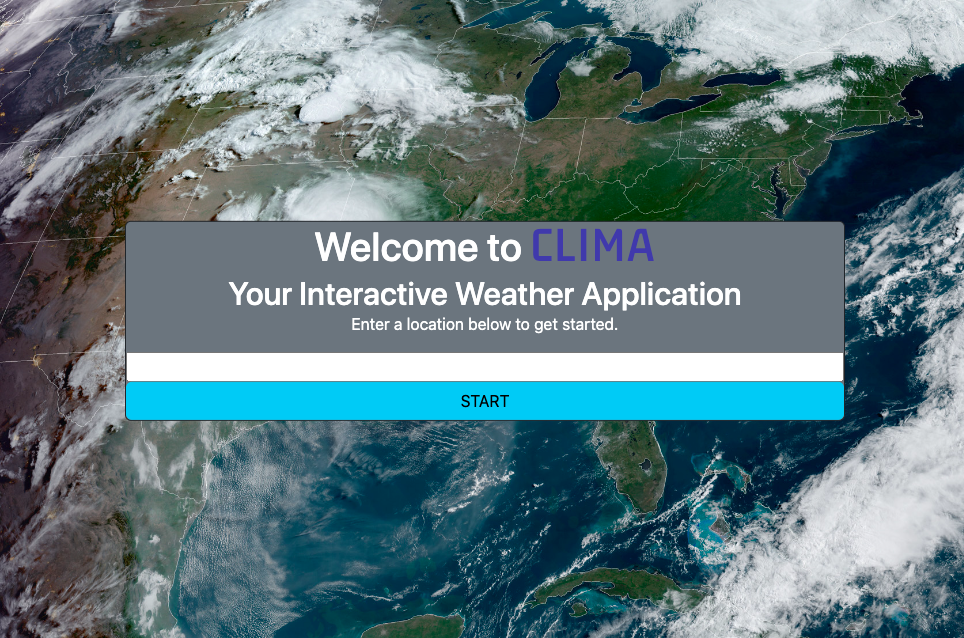 Welcome to CLIMA
Your Interactive Weather Application
Enter a location below to get started.
START